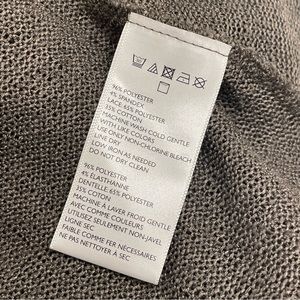 96% POLYESTER
4% SPANDEX
LACE: 65% POLYESTER
35% COTTON
MACHINE WASH COLD GENTLE
WITH LIKE COLORS
USE ONLY NON-CHLORINE BLEACH
LINE DRY
LOW IRON AS NEEDED
DO NOT DRY CLEAN
96% POLYESTER
4% ELASTHANNE
DENTELLE: 65% POLYESTER
35% COTTON
MACHINE À LAVER FROID GENTLE
AVEC COMME COULEURS
UTILISEZ SEULEMENT NON-JAVEL
LIGNE SEC
FAIBLE COMME FER NÉCESSAIRES
NE PAS NETTOYER À SEC